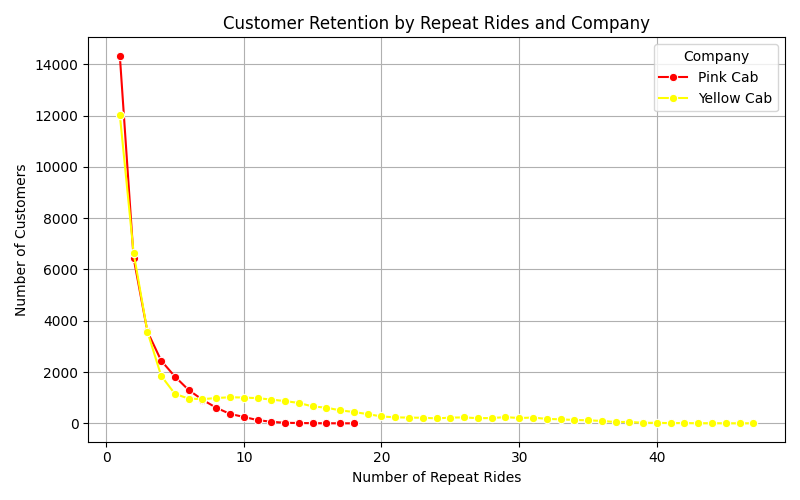 Customer Retention by Repeat Rides and Company
Company
Pink Cab
Yellow Cab
Number of Customers
14000
12000
10000
8000
6000
4000
2000
0
0
10
20
30
40
Number of Repeat Rides